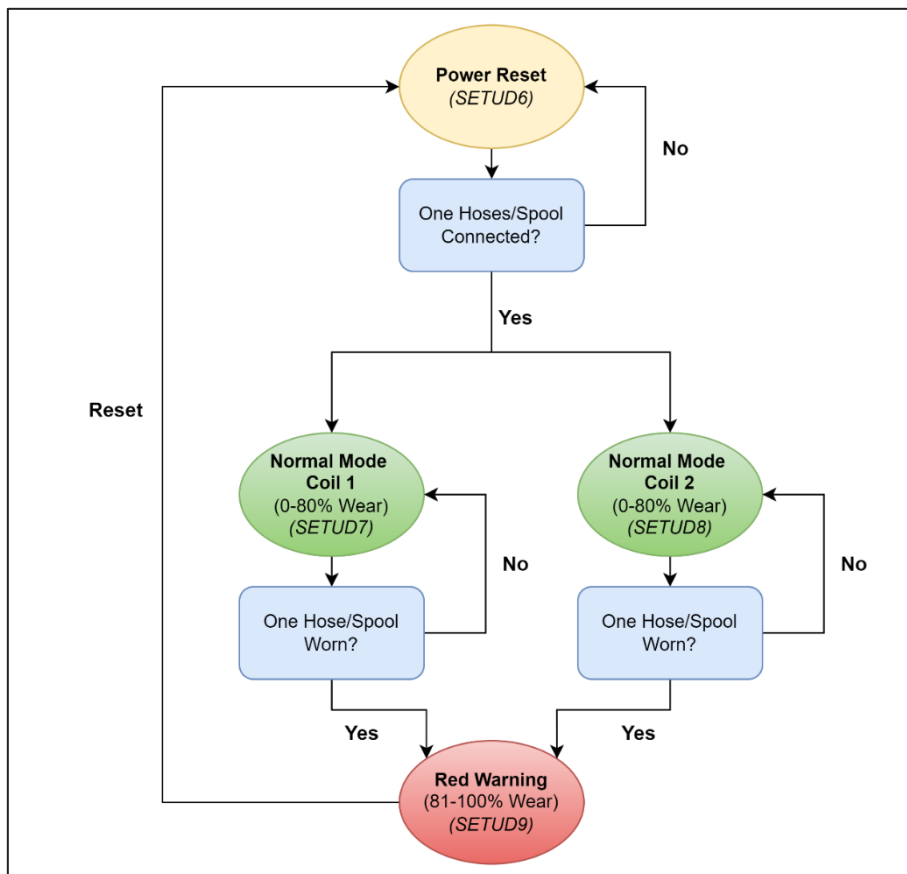 Power Reset
(SETUD6)
No
One Hoses/Spool
Connected?
Yes
Reset
Normal Mode
Coil 1
(0-80% Wear)
(SETUD7)
No
Normal Mode
Coil 2
(0-80% Wear)
(SETUD8)
No
One Hose/Spool
Worn?
One Hose/Spool
Worn?
Yes
Yes
Red Warning
(81-100% Wear)
(SETUD9)